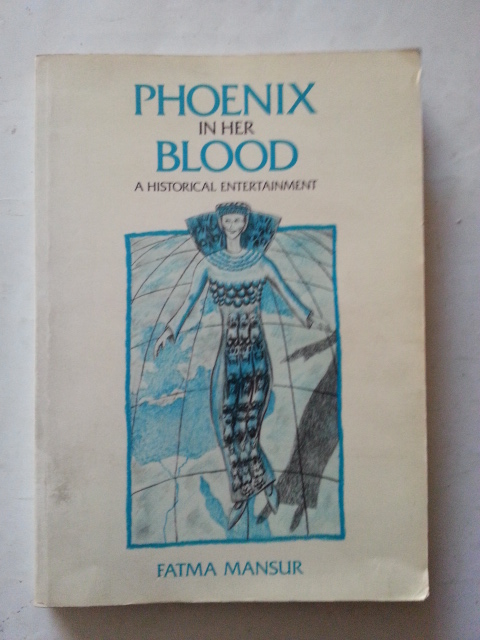 PHOENIX
IN HER
BLOOD
A HISTORICAL ENTERTAINMENT
FATMA MANSUR